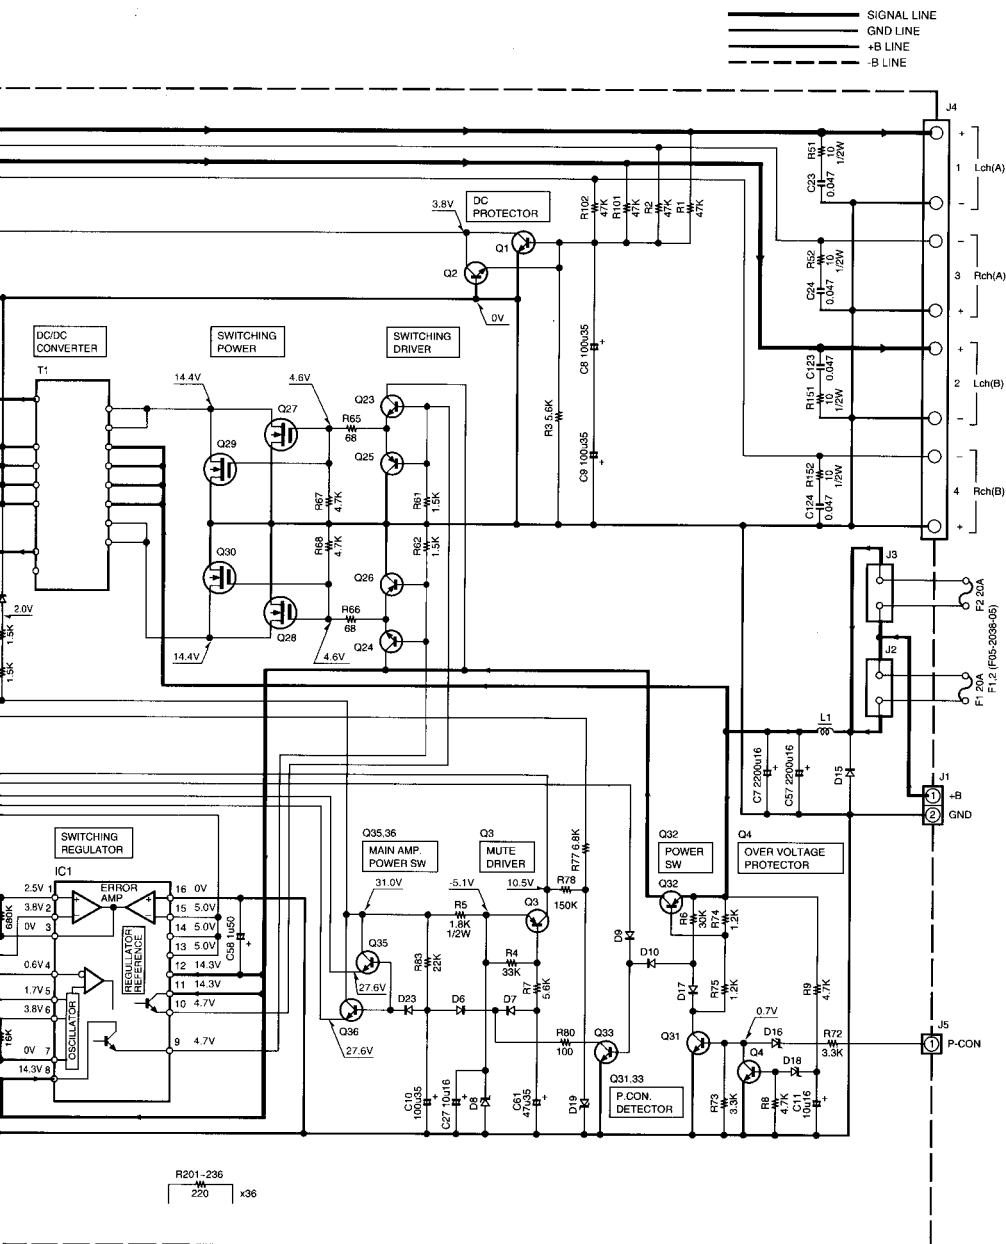 SIGNAL LINE
GND LINE
+B LINE
-B LINE
J4
R51
10
1/2W
C23
0.047
+
1 Lch(A)
−
R102
47K
R101
47K
R2
47K
R1
47K
3.8V
DC
PROTECTOR
Q1
Q2
0V
R52
10
1/2W
C24
0.047
−
3 Rch(A)
+
DC/DC
CONVERTER
T1
SWITCHING
POWER
SWITCHING
DRIVER
C8 100u35
+
C123
0.047
R151
10
1/2W
+
2 Lch(B)
−
14.4V
4.6V
Q23
Q27
R65
68
Q29
Q25
R3 5.6K
C9 100u35
+
R152
10
1/2W
C124
0.047
−
4 Rch(B)
+
R67
4.7K
R61
1.5K
R68
4.7K
R62
1.5K
Q30
Q26
Q28
R66
68
Q24
14.4V
4.6V
2.0V
1.5K
1.5K
J3
F2 20A
J2
F1 20A
F1,2 (F05-2038-05)
L1
C7 2200u16
+
C57 2200u16
+
D15
J1
1 +B
2 GND
SWITCHING
REGULATOR
IC1
Q35,36
MAIN AMP.
POWER SW
Q3
MUTE
DRIVER
R77 6.8K
Q32
POWER
SW
Q4
OVER VOLTAGE
PROTECTOR
ERROR
AMP
2.5V 1
3.8V 2
0V 3
0.6V 4
1.7V 5
3.8V 6
0V 7
14.3V 8
16 0V
15 5.0V
14 5.0V
13 5.0V
12 14.3V
11 14.3V
10 4.7V
9 4.7V
+
−
+
−
REGULLATOR
REFERENCE
OSCILLATOR
680K
16K
C58 1u50
+
31.0V
-5.1V
10.5V
R78
150K
R5
1.8K
1/2W
Q3
Q35
R83
22K
R4
33K
R7
5.6K
27.6V
D23
D6
D7
Q36
27.6V
R80
100
Q33
Q32
R6
30K
R74
1.2K
D9
D10
D17
R75
1.2K
R9
4.7K
0.7V
Q31
D16
R72
3.3K
J5
1 P-CON
Q4
D18
Q31,33
P.CON.
DETECTOR
C10
100u35
+
C27 10u16
+
D8
C61
47u35
+
D19
R73
3.3K
R8
4.7K
C11
10u16
+
R201~236
220
x36